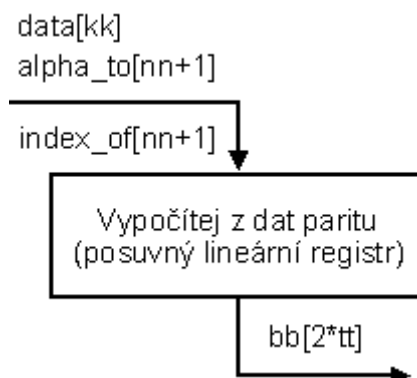 data[kk]
alpha_to[nn+1]
index_of[nn+1]
Vypočítej z dat paritu
(posuvný lineární registr)
bb[2*tt]